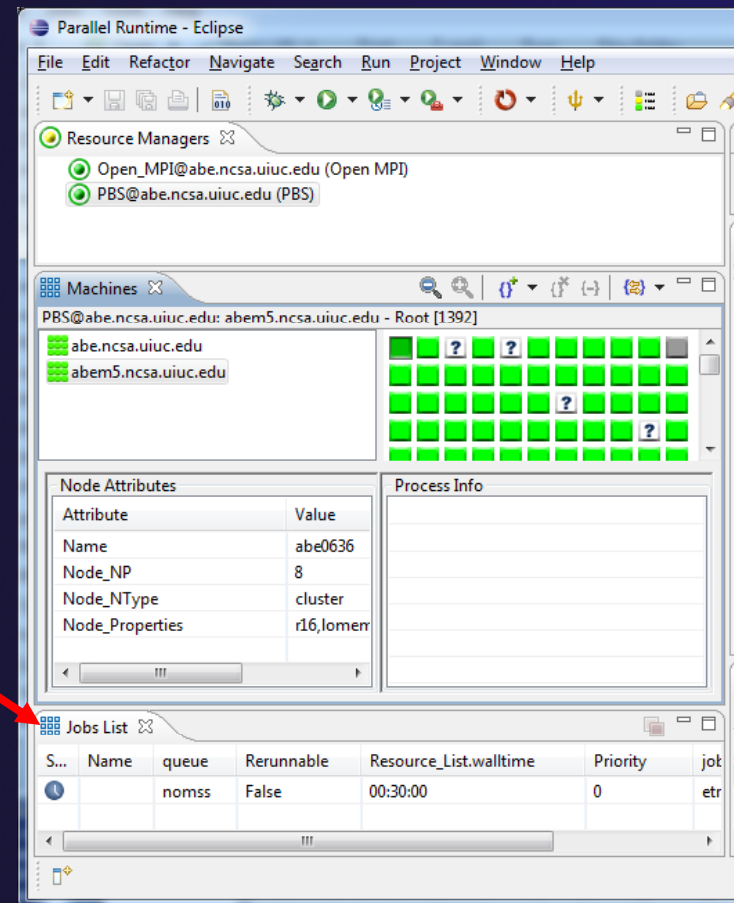 Parallel Runtime - Eclipse
File Edit Refactor Navigate Search Run Project Window Help
010
Resource Managers
Open_MPI@abe.ncsa.uiuc.edu (Open MPI)
PBS@abe.ncsa.uiuc.edu (PBS)
Machines
PBS@abe.ncsa.uiuc.edu: abem5.ncsa.uiuc.edu - Root [1392]
abe.ncsa.uiuc.edu
abem5.ncsa.uiuc.edu
? ?
?
?
Node Attributes
Process Info
Attribute Value
Name abe0636
Node_NP 8
Node_NType cluster
Node_Properties r16,lomem
Jobs List
S... Name queue Rerunnable Resource_List.walltime Priority job
nomss False 00:30:00 0 etr